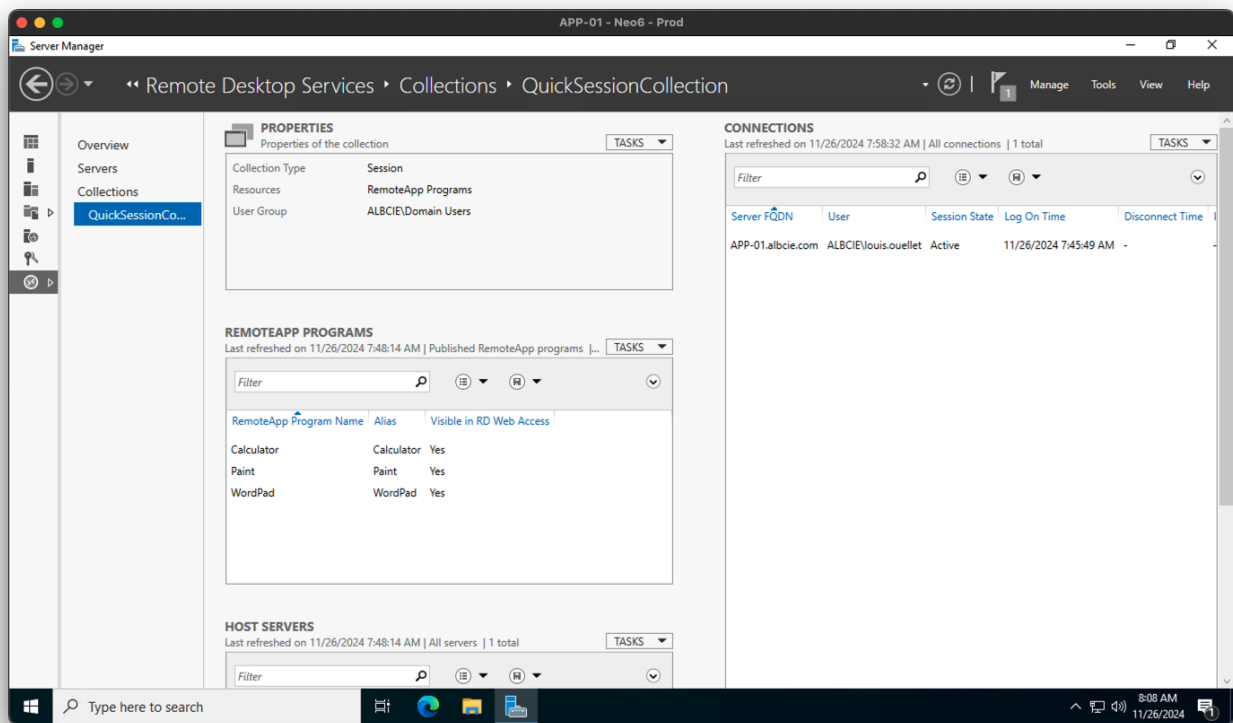 APP-01 - Neo6 - Prod
Server Manager
Remote Desktop Services Collections QuickSessionCollection
1
Manage Tools View Help
Overview
Servers
Collections
QuickSessionCo...
PROPERTIES
Properties of the collection
TASKS
Collection Type Session
Resources RemoteApp Programs
User Group ALBCIE\Domain Users
REMOTEAPP PROGRAMS
Last refreshed on 11/26/2024 7:48:14 AM | Published RemoteApp programs |...
TASKS
Filter
RemoteApp Program Name Alias Visible in RD Web Access
Calculator Calculator Yes
Paint Paint Yes
WordPad WordPad Yes
HOST SERVERS
Last refreshed on 11/26/2024 7:48:14 AM | All servers | 1 total
TASKS
Filter
CONNECTIONS
Last refreshed on 11/26/2024 7:58:32 AM | All connections | 1 total
TASKS
Filter
Server FQDN User Session State Log On Time Disconnect Time
APP-01.albcie.com ALBCIE\louis.ouellet Active 11/26/2024 7:45:49 AM - -
Type here to search
8:08 AM
11/26/2024
1